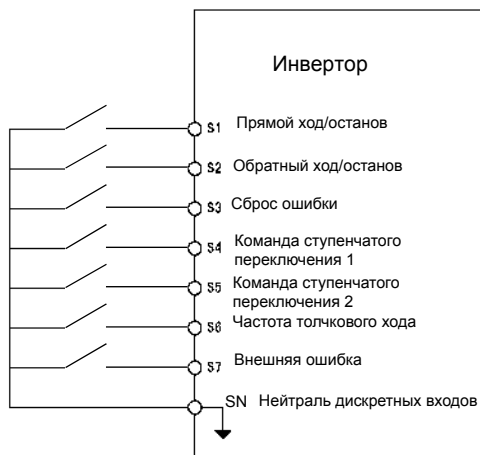 Инвертор
S1 Прямой ход/останов
S2 Обратный ход/останов
S3 Сброс ошибки
S4 Команда ступенчатого
переключения 1
S5 Команда ступенчатого
переключения 2
S6 Частота толчкового хода
S7 Внешняя ошибка
SN Нейтраль дискретных входов